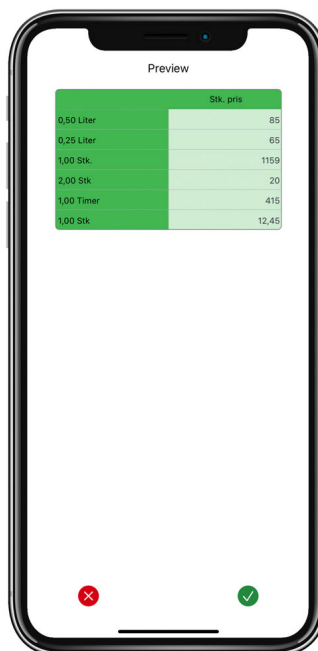 Preview
Stk. pris
0,50 Liter 85
0,25 Liter 65
1,00 Stk. 1159
2,00 Stk 20
1,00 Timer 415
1,00 Stk 12,45